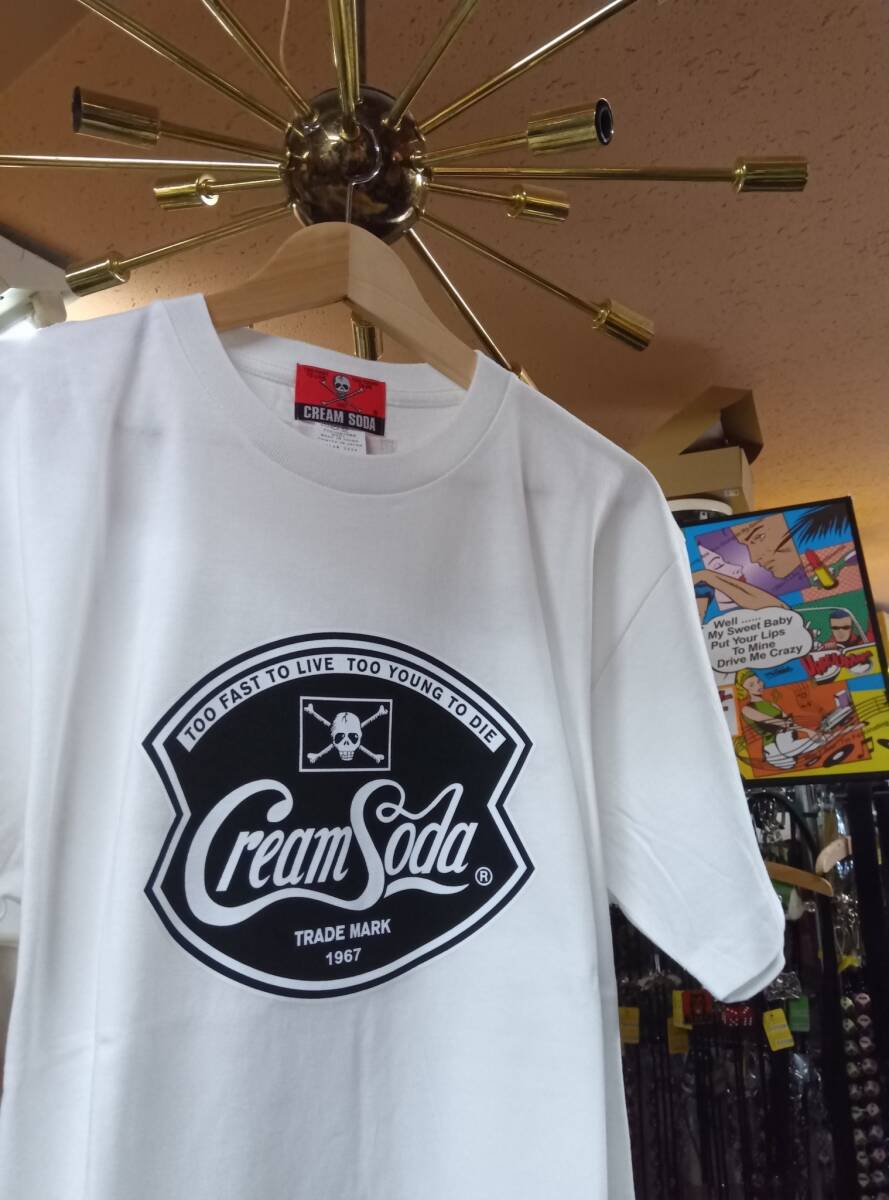 CREAM SODA
TOO FAST TO LIVE TOO YOUNG TO DIE
Cream Soda ®
TRADE MARK
1967
Well ......
My Sweet Baby
Put Your Lips
To Mine
Drive Me Crazy